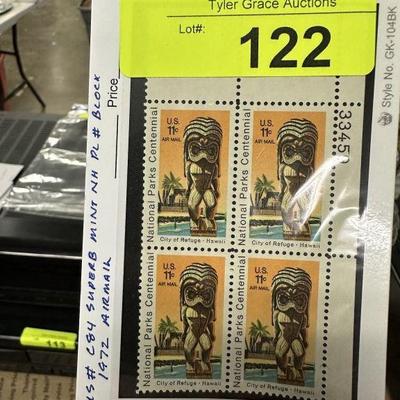 Tyler Grace Auctions
Lot#:
122
Price
US# C84 SUPERB MINT NH PL# BLOCK
1972 AIRMAIL
Style No. GK-104BK
33450
National Parks Centennial
U.S.
11c
AIR MAIL
City of Refuge - Hawaii
National Parks Centennial
U.S.
11c
AIR MAIL
City of Refuge - Hawaii
National Parks Centennial
U.S.
11c
AIR MAIL
City of Refuge - Hawaii
National Parks Centennial
U.S.
11c
AIR MAIL
City of Refuge - Hawaii
113